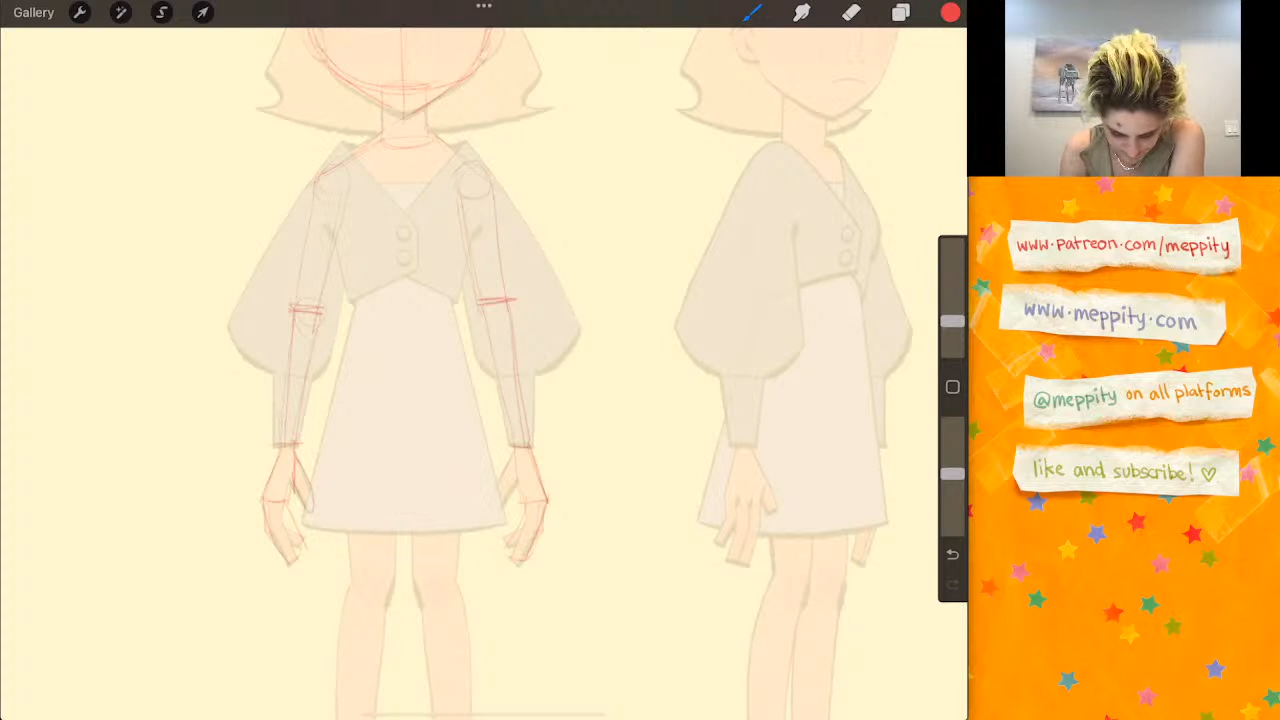 Gallery
www.patreon.com/meppity
www.meppity.com
@meppity on all platforms
like and subscribe! ♡